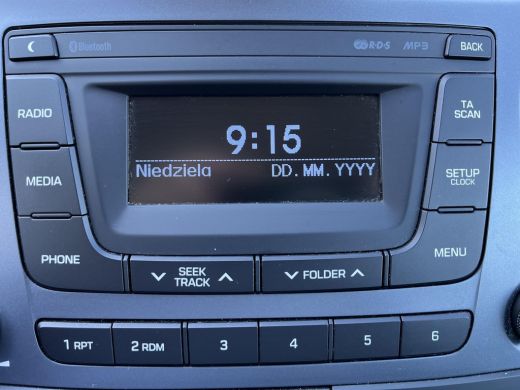 Bluetooth
R·D·S
MP3
BACK
RADIO
TA
SCAN
9:15
Niedziela DD.MM.YYYY
MEDIA
SETUP
CLOCK
PHONE
SEEK
TRACK
FOLDER
MENU
1 RPT
2 RDM
3
4
5
6